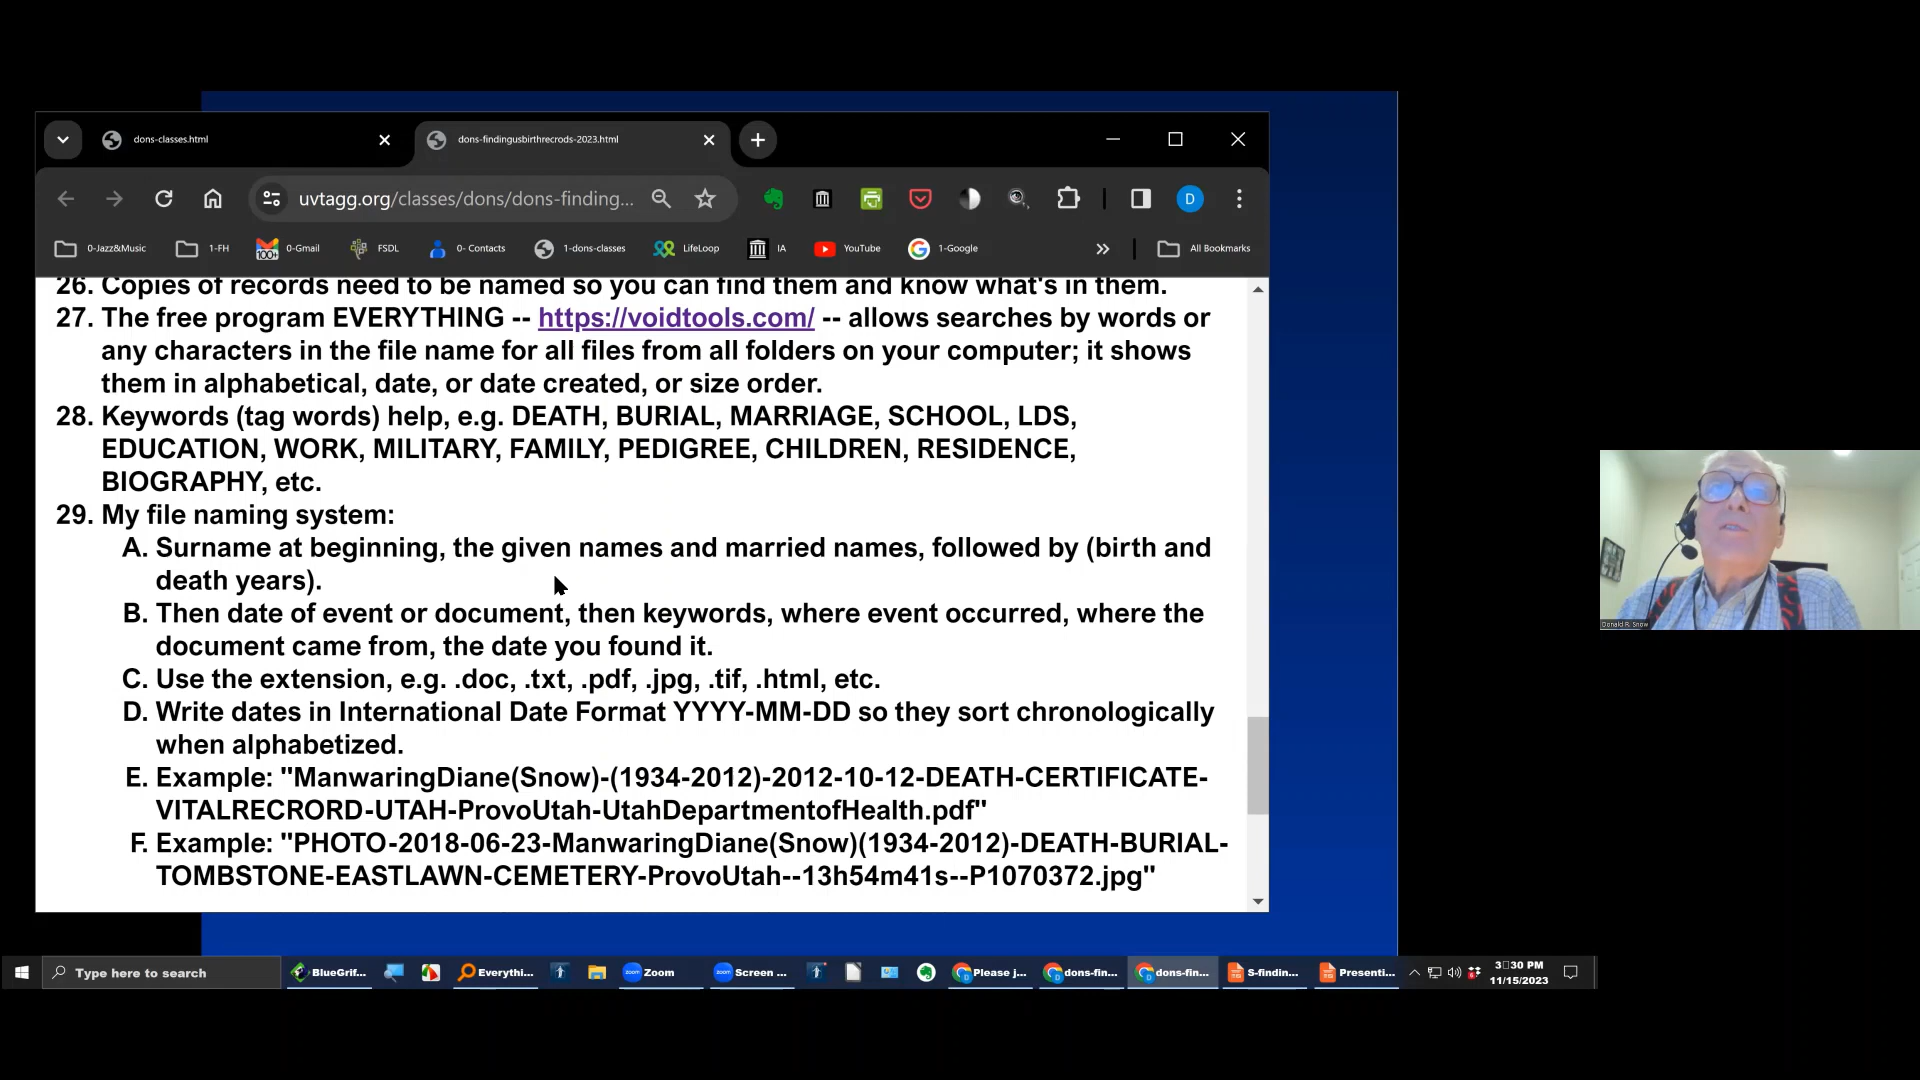 dons-classes.html
dons-findingusbirthrecrods-2023.html
uvtagg.org/classes/dons/dons-finding...
D
0-Jazz&Music
1-FH
100+
0-Gmail
FSDL
0- Contacts
1-dons-classes
LifeLoop
IA
YouTube
1-Google
All Bookmarks
26. Copies of records need to be named so you can find them and know what's in them.
27. The free program EVERYTHING -- https://voidtools.com/ -- allows searches by words or
any characters in the file name for all files from all folders on your computer; it shows
them in alphabetical, date, or date created, or size order.
28. Keywords (tag words) help, e.g. DEATH, BURIAL, MARRIAGE, SCHOOL, LDS,
EDUCATION, WORK, MILITARY, FAMILY, PEDIGREE, CHILDREN, RESIDENCE,
BIOGRAPHY, etc.
29. My file naming system:
A. Surname at beginning, the given names and married names, followed by (birth and
death years).
B. Then date of event or document, then keywords, where event occurred, where the
document came from, the date you found it.
C. Use the extension, e.g. .doc, .txt, .pdf, .jpg, .tif, .html, etc.
D. Write dates in International Date Format YYYY-MM-DD so they sort chronologically
when alphabetized.
E. Example: "ManwaringDiane(Snow)-(1934-2012)-2012-10-12-DEATH-CERTIFICATE-
VITALRECRORD-UTAH-ProvoUtah-UtahDepartmentofHealth.pdf"
F. Example: "PHOTO-2018-06-23-ManwaringDiane(Snow)(1934-2012)-DEATH-BURIAL-
TOMBSTONE-EASTLAWN-CEMETERY-ProvoUtah--13h54m41s--P1070372.jpg"
Donald R. Snow
Type here to search
BlueGrif...
Everythi...
zoom
Zoom
zoom
Screen ...
Please j...
dons-fin...
dons-fin...
S-findin...
Presenti...
3:30 PM
11/15/2023